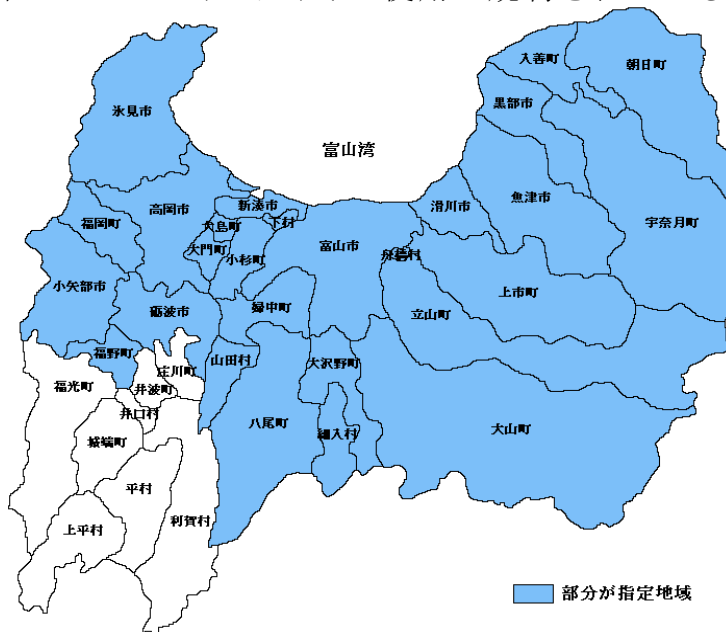 入善町
朝日町
黒部市
氷見市
富山湾
魚津市
滑川市
新湊市
高岡市
福岡町
大島町
下村
宇奈月町
大門町
小杉町
富山市
舟橋村
上市町
小矢部市
砺波市
婦中町
立山町
福野町
山田村
大沢野町
庄川町
福光町
井波町
井口村
八尾町
細入村
大山町
城端町
平村
利賀村
上平村
部分が指定地域